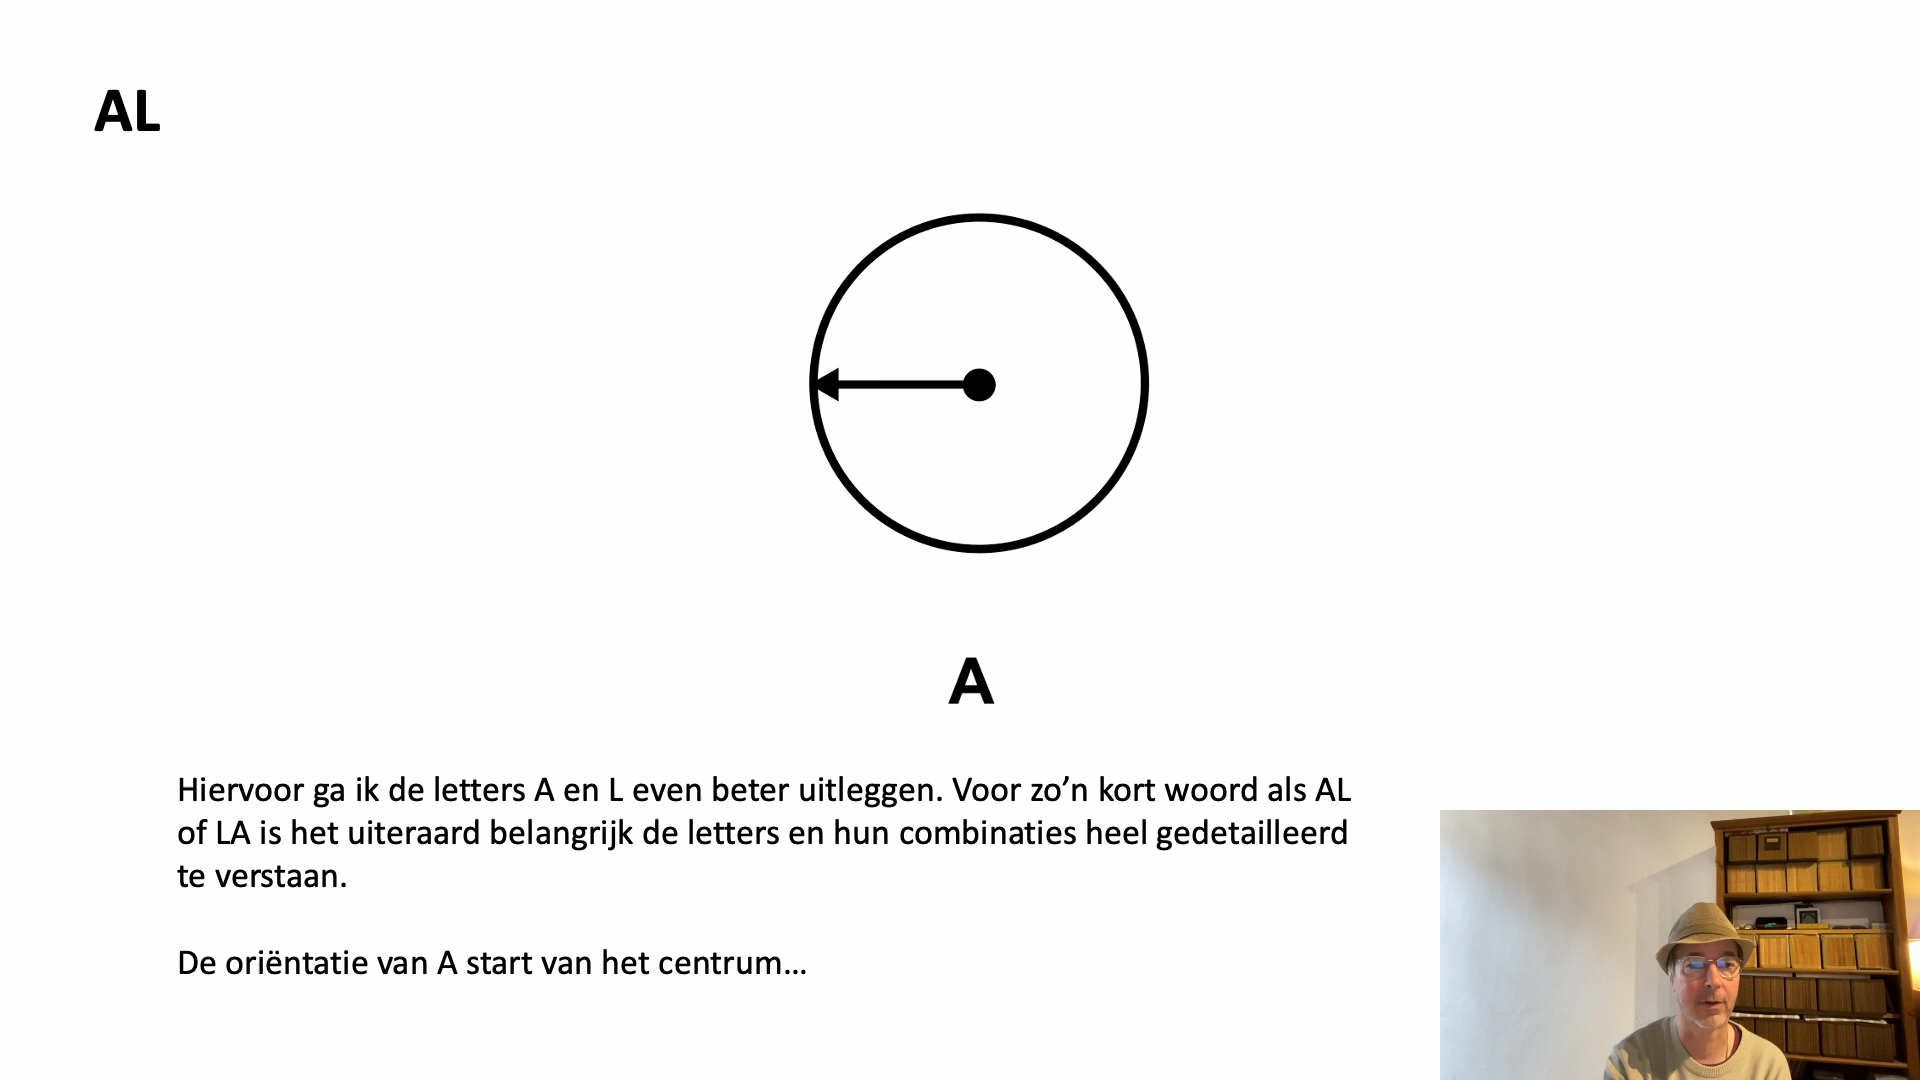 AL
A
Hiervoor ga ik de letters A en L even beter uitleggen. Voor zo’n kort woord als AL
of LA is het uiteraard belangrijk de letters en hun combinaties heel gedetailleerd
te verstaan.
De oriëntatie van A start van het centrum…